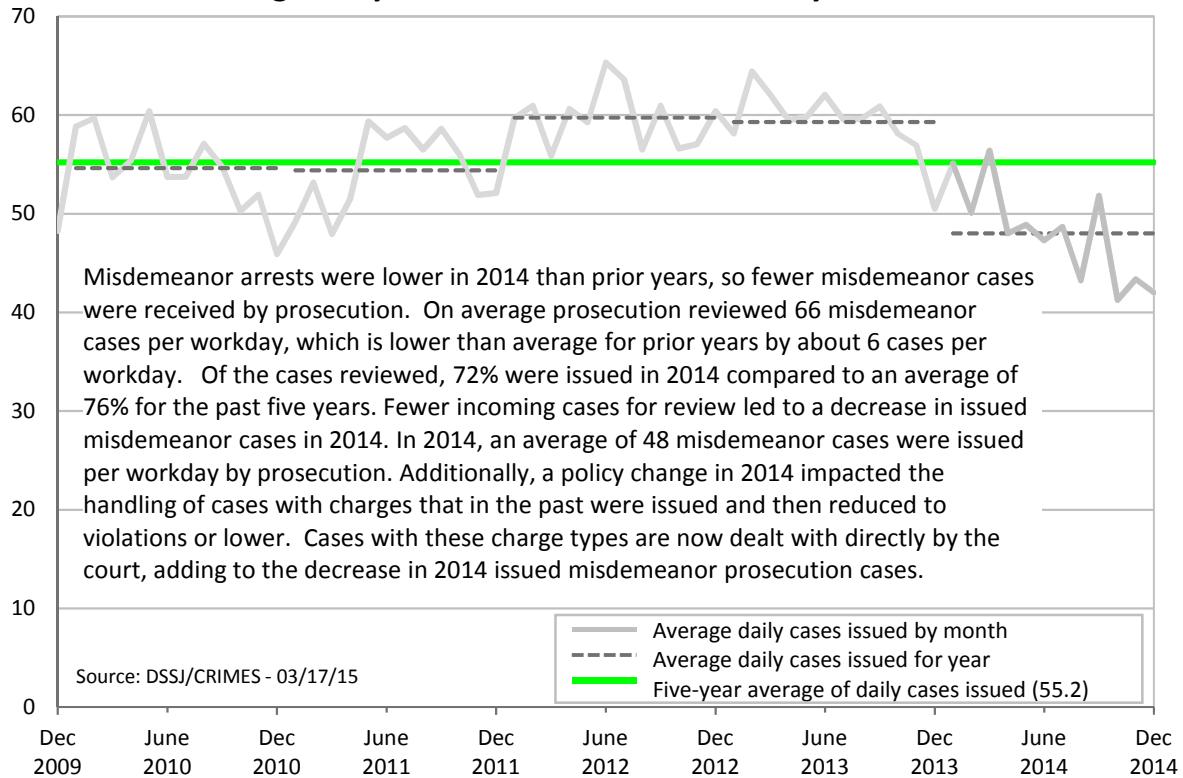 70
60
50
40
30
20
10
0
Misdemeanor arrests were lower in 2014 than prior years, so fewer misdemeanor cases
were received by prosecution. On average prosecution reviewed 66 misdemeanor
cases per workday, which is lower than average for prior years by about 6 cases per
workday. Of the cases reviewed, 72% were issued in 2014 compared to an average of
76% for the past five years. Fewer incoming cases for review led to a decrease in issued
misdemeanor cases in 2014. In 2014, an average of 48 misdemeanor cases were issued
per workday by prosecution. Additionally, a policy change in 2014 impacted the
handling of cases with charges that in the past were issued and then reduced to
violations or lower. Cases with these charge types are now dealt with directly by the
court, adding to the decrease in 2014 issued misdemeanor prosecution cases.
Average daily cases issued by month
Average daily cases issued for year
Five-year average of daily cases issued (55.2)
Source: DSSJ/CRIMES - 03/17/15
Dec June Dec June Dec June Dec June Dec June Dec
2009 2010 2010 2011 2011 2012 2012 2013 2013 2014 2014